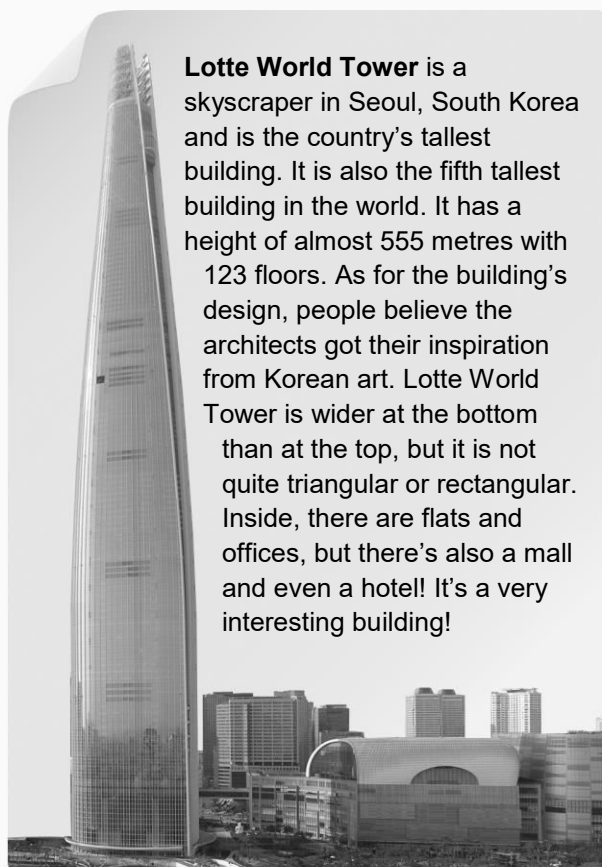 Lotte World Tower is a
skyscraper in Seoul, South Korea
and is the country's tallest
building. It is also the fifth tallest
building in the world. It has a
height of almost 555 metres with
123 floors. As for the building's
design, people believe the
architects got their inspiration
from Korean art. Lotte World
Tower is wider at the bottom
than at the top, but it is not
quite triangular or rectangular.
Inside, there are flats and
offices, but there's also a mall
and even a hotel! It's a very
interesting building!